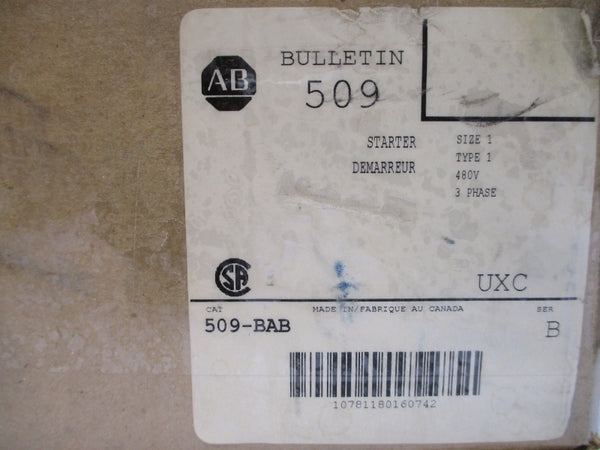 AB
BULLETIN
509
STARTER
DEMARREUR
SIZE 1
TYPE 1
480V
3 PHASE
SA
UXC
CAT
MADE IN/FABRIQUE AU CANADA
SER
509-BAB
B
10781180160742